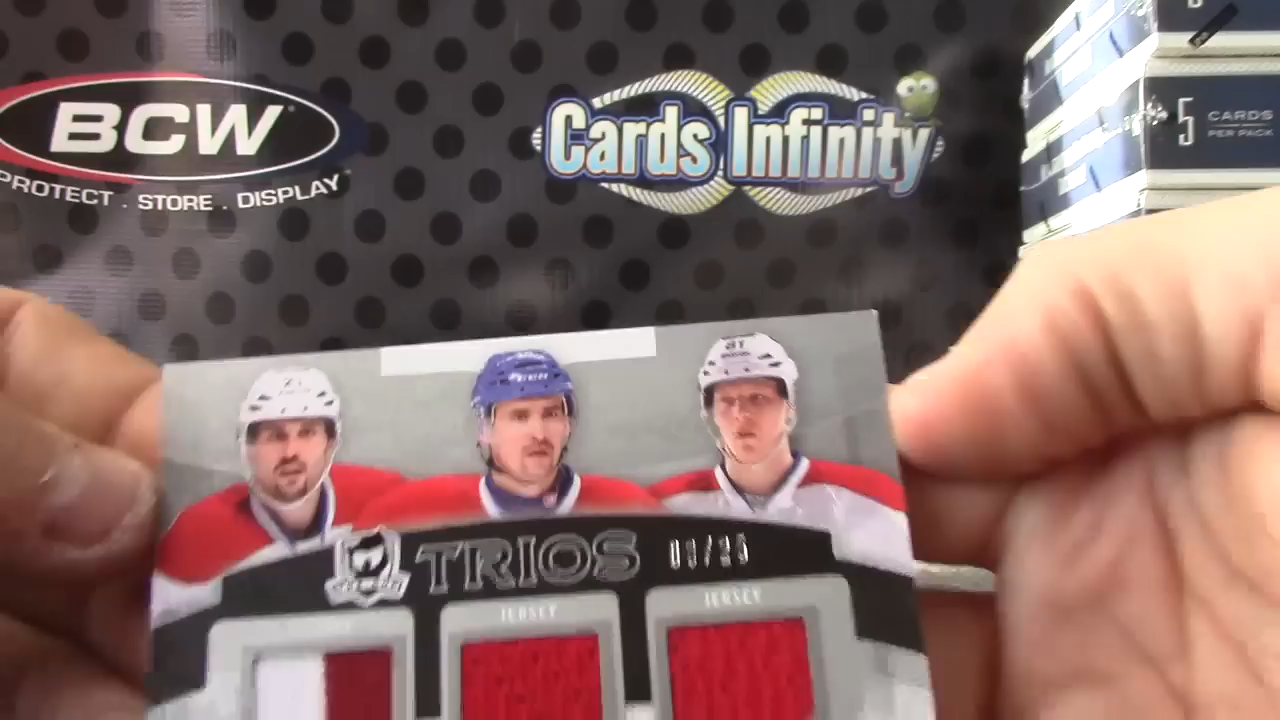 BCW
PROTECT . STORE . DISPLAY
Cards Infinity
5 CARDS
PER PACK
TRIOS
JERSEY
JERSEY